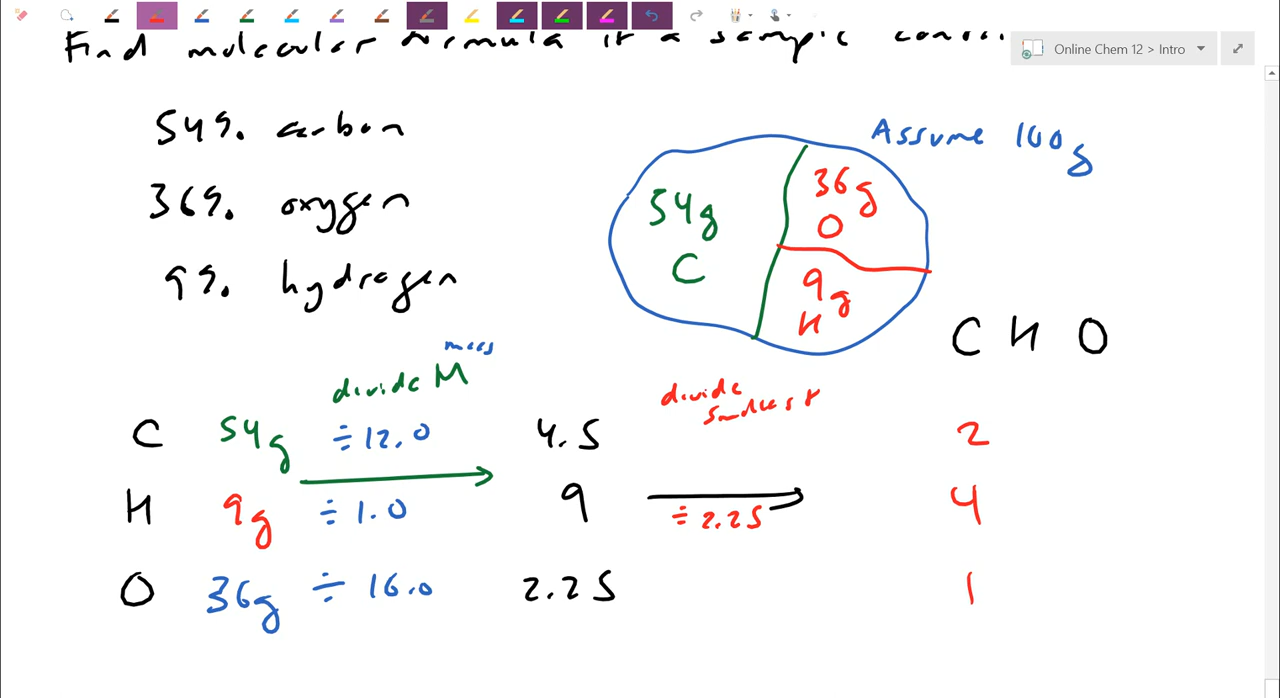 Online Chem 12 > Intro
Find molecular formula if a sample
54%. carbon
36%. oxygen
9%. hydrogen
Assume 100g
54g
C
36g
O
9g
H
C H O
mass
divide M
divide
smallest
C 54g ÷12.0 4.5 2
H 9g ÷1.0 9 ÷2.25 4
O 36g ÷ 16.0 2.25 1